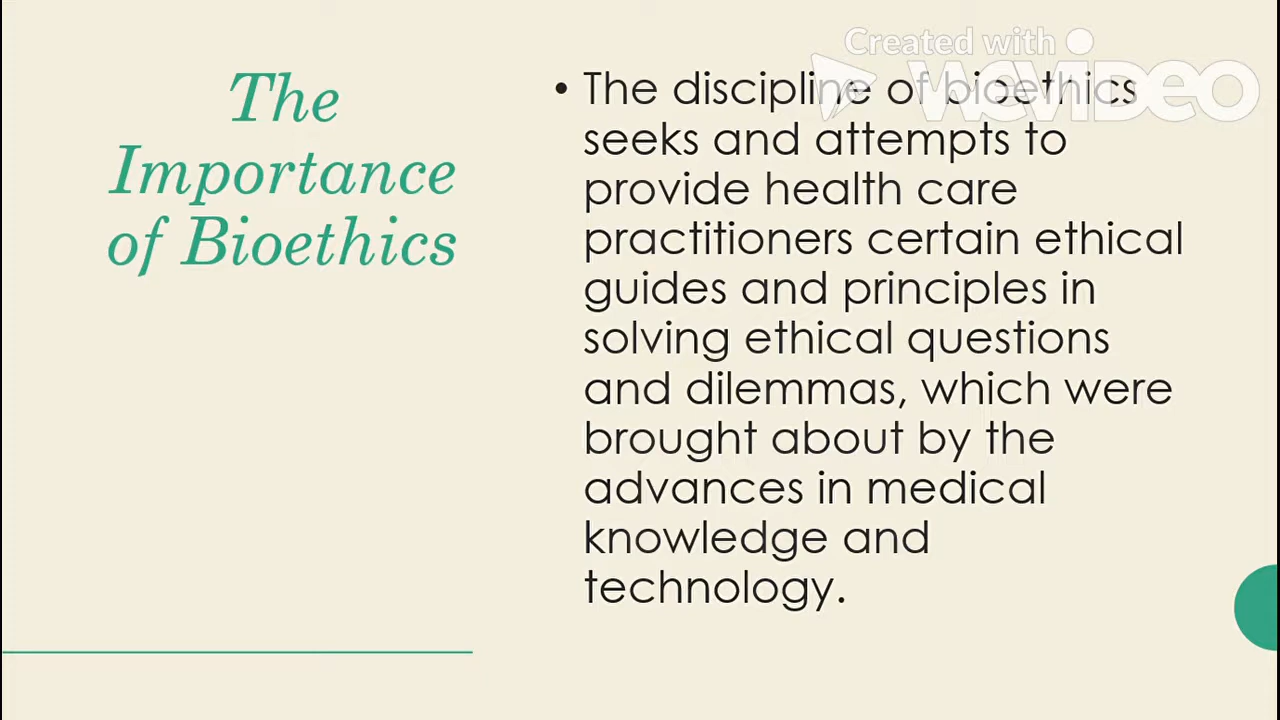 Created with
WeVideo
The
Importance
of Bioethics
• The discipline of bioethics
seeks and attempts to
provide health care
practitioners certain ethical
guides and principles in
solving ethical questions
and dilemmas, which were
brought about by the
advances in medical
knowledge and
technology.